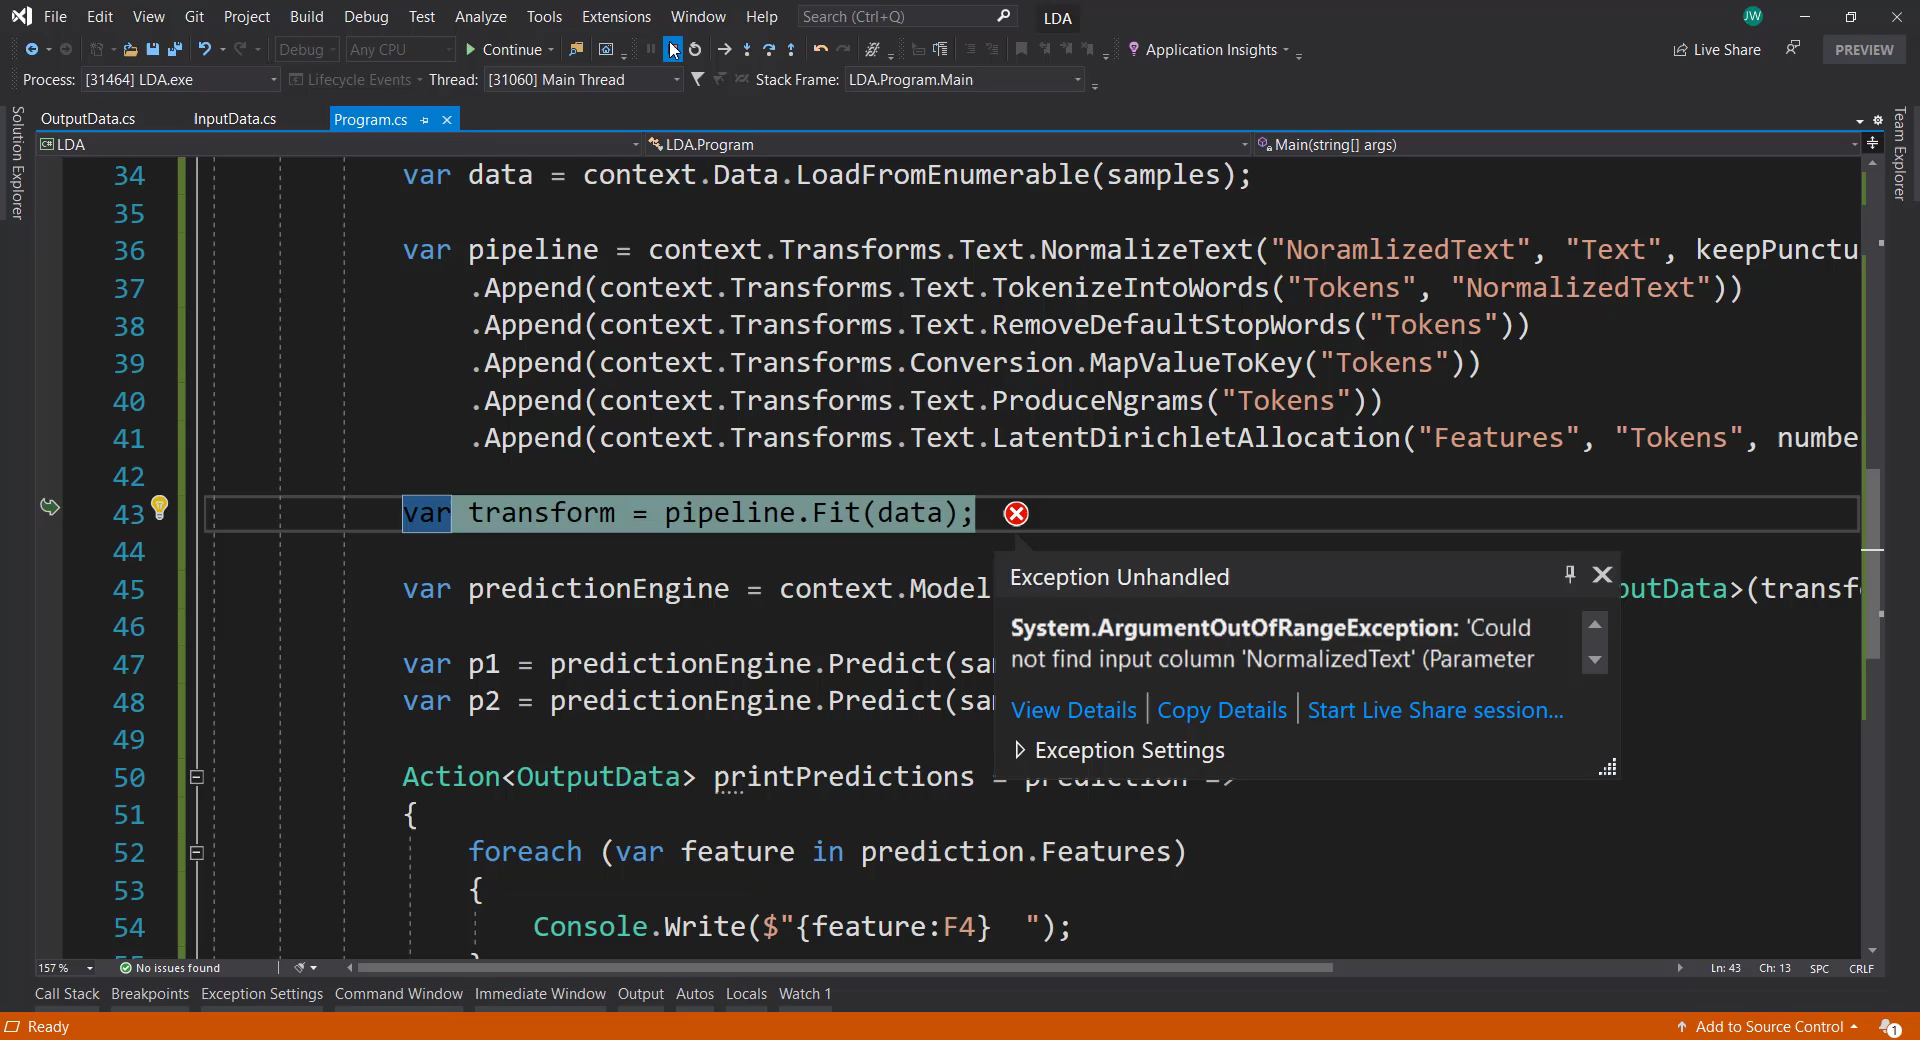 File Edit View Git Project Build Debug Test Analyze Tools Extensions Window Help Search (Ctrl+Q) LDA JW
Debug Any CPU Continue Application Insights Live Share PREVIEW
Process: [31464] LDA.exe Lifecycle Events Thread: [31060] Main Thread Stack Frame: LDA.Program.Main
Solution Explorer
Team Explorer
OutputData.cs InputData.cs Program.cs
C# LDA LDA.Program Main(string[] args)
34 var data = context.Data.LoadFromEnumerable(samples);
35
36 var pipeline = context.Transforms.Text.NormalizeText("NoramlizedText", "Text", keepPunctu
37 .Append(context.Transforms.Text.TokenizeIntoWords("Tokens", "NormalizedText"))
38 .Append(context.Transforms.Text.RemoveDefaultStopWords("Tokens"))
39 .Append(context.Transforms.Conversion.MapValueToKey("Tokens"))
40 .Append(context.Transforms.Text.ProduceNgrams("Tokens"))
41 .Append(context.Transforms.Text.LatentDirichletAllocation("Features", "Tokens", numbe
42
43 var transform = pipeline.Fit(data);
44
Exception Unhandled
45 var predictionEngine = context.Model utData>(transf
46
System.ArgumentOutOfRangeException: 'Could
not find input column 'NormalizedText' (Parameter
47 var p1 = predictionEngine.Predict(sa
48 var p2 = predictionEngine.Predict(sa
View Details Copy Details Start Live Share session...
49
Exception Settings
50 Action<OutputData> printPredictions = prediction =>
51 {
52 foreach (var feature in prediction.Features)
53 {
54 Console.Write($"{feature:F4}  ");
157 % No issues found Ln: 43 Ch: 13 SPC CRLF
Call Stack Breakpoints Exception Settings Command Window Immediate Window Output Autos Locals Watch 1
Ready Add to Source Control 1